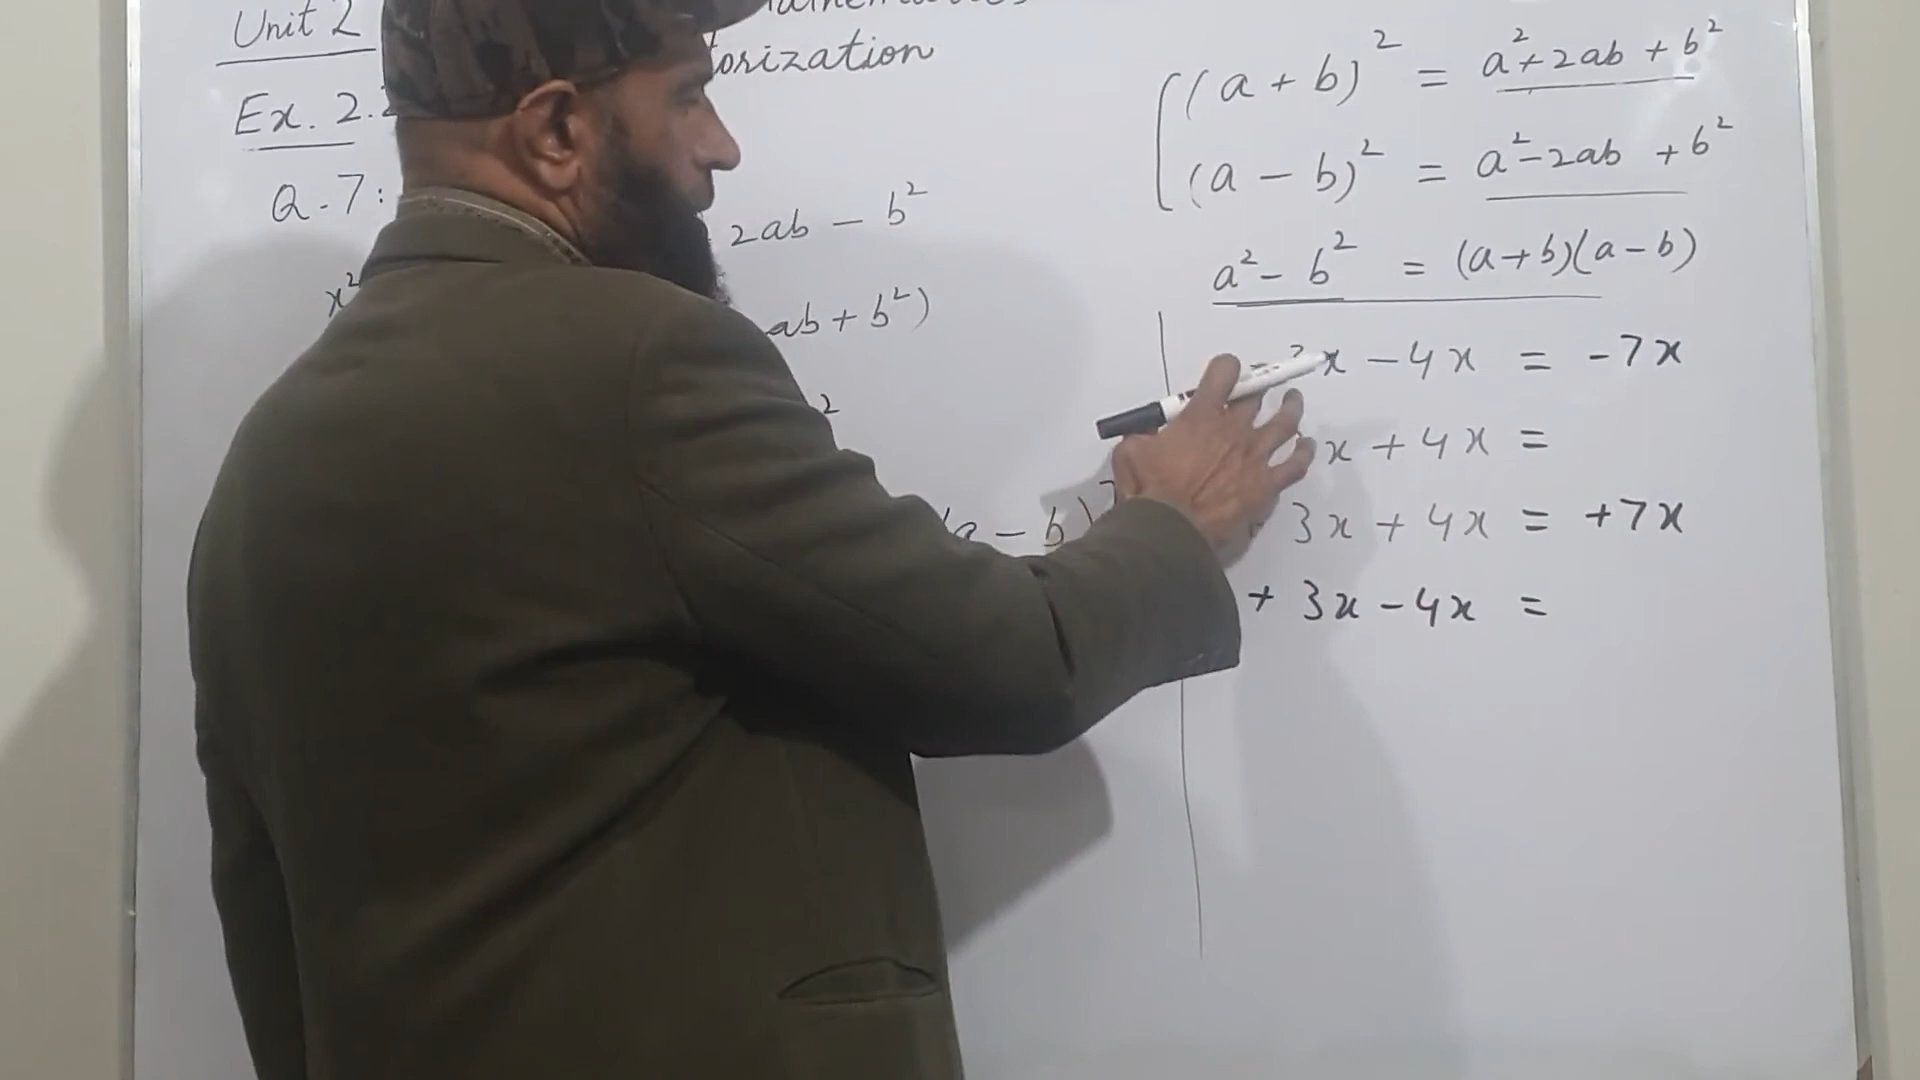 Unit 2
Ex. 2.
Q-7:
x²
2ab - b²
ab + b²)
2
a - b)
(a + b)² = a² + 2ab + b²
(a - b)² = a² - 2ab + b²
a² - b² = (a + b)(a - b)
x - 4x = -7x
x + 4x =
3x + 4x = +7x
+ 3x - 4x =